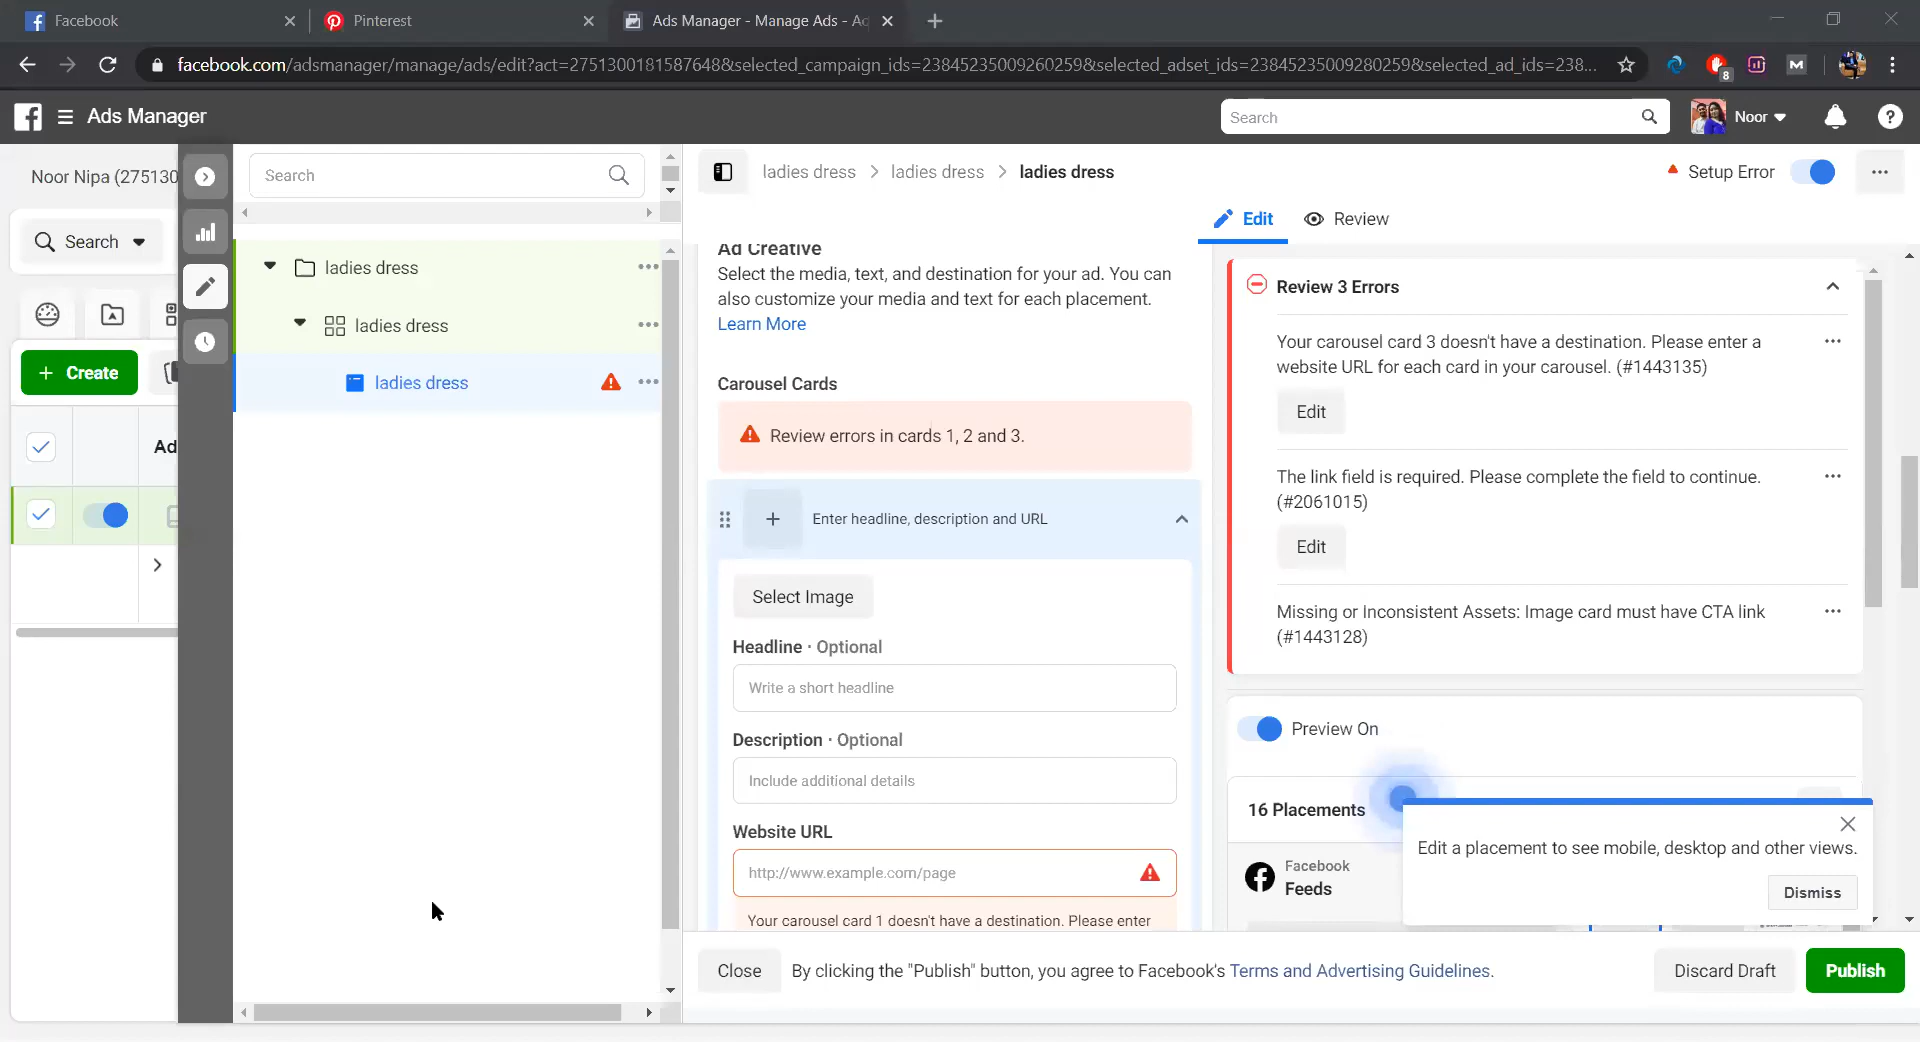 Facebook
Pinterest
Ads Manager - Manage Ads - Ac
facebook.com/adsmanager/manage/ads/edit?act=2751300181587648&selected_campaign_ids=23845235009260259&selected_adset_ids=23845235009280259&selected_ad_ids=238...
8
Ads Manager
Search
Noor
Noor Nipa (275130
Search
ladies dress
ladies dress
ladies dress
Setup Error
Search
Edit
Review
ladies dress
ladies dress
ladies dress
Create
Ad
Ad Creative
Select the media, text, and destination for your ad. You can
also customize your media and text for each placement.
Learn More
Carousel Cards
Review errors in cards 1, 2 and 3.
Enter headline, description and URL
Select Image
Headline · Optional
Write a short headline
Description · Optional
Include additional details
Website URL
http://www.example.com/page
Your carousel card 1 doesn't have a destination. Please enter
Review 3 Errors
Your carousel card 3 doesn't have a destination. Please enter a
website URL for each card in your carousel. (#1443135)
Edit
The link field is required. Please complete the field to continue.
(#2061015)
Edit
Missing or Inconsistent Assets: Image card must have CTA link
(#1443128)
Preview On
16 Placements
Edit a placement to see mobile, desktop and other views.
Dismiss
Facebook
Feeds
Close
By clicking the "Publish" button, you agree to Facebook's Terms and Advertising Guidelines.
Discard Draft
Publish